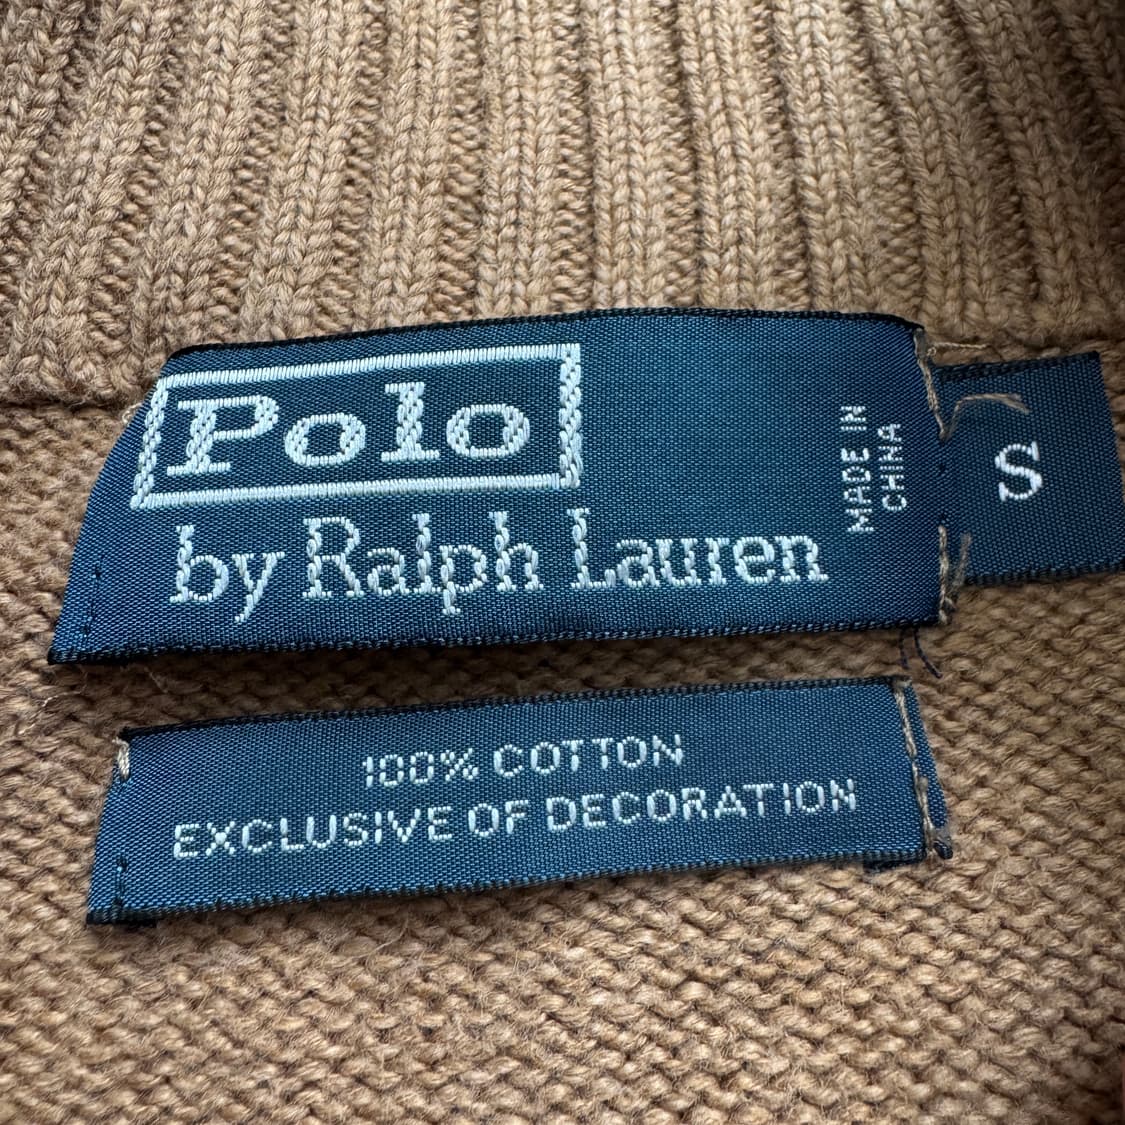 Polo
by Ralph Lauren
MADE IN
CHINA
S
100% COTTON
EXCLUSIVE OF DECORATION